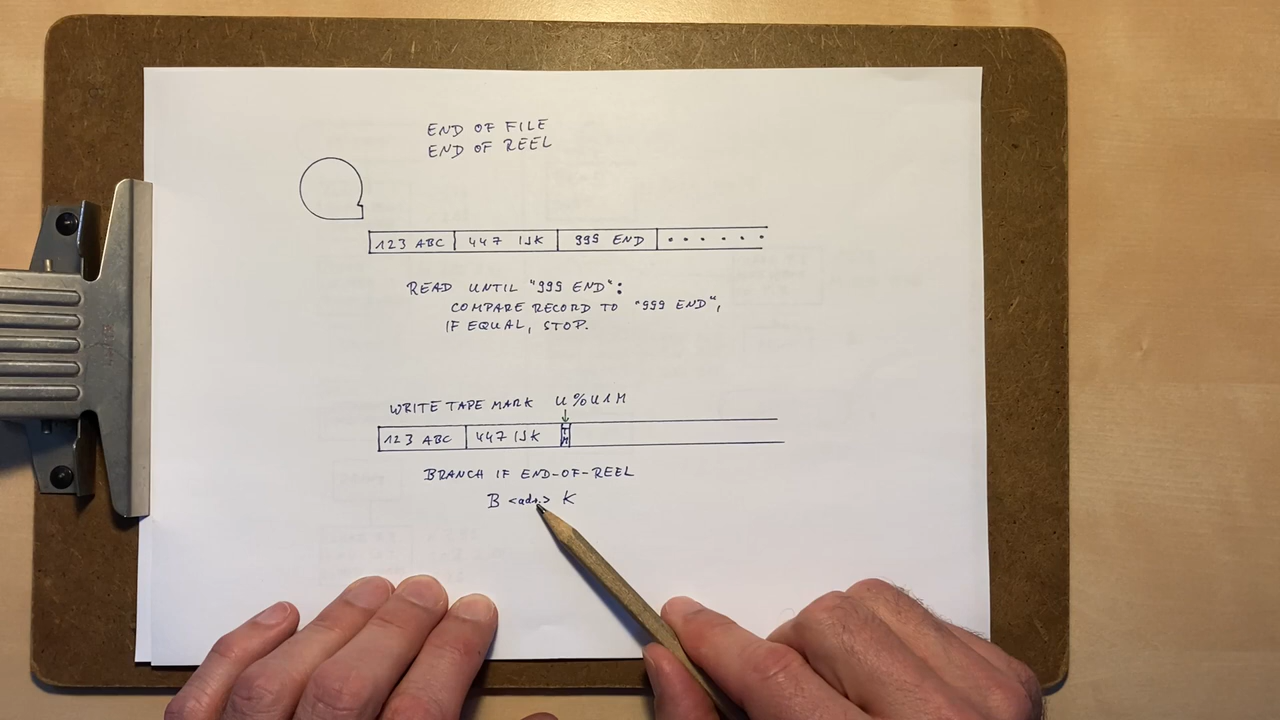 END OF FILE
END OF REEL
123 ABC 447 IJK 999 END . . . . . .
READ UNTIL "999 END":
COMPARE RECORD TO "999 END",
IF EQUAL, STOP.
WRITE TAPE MARK U %U1M
123 ABC 447 IJK TM
BRANCH IF END-OF-REEL
B <adr.> K